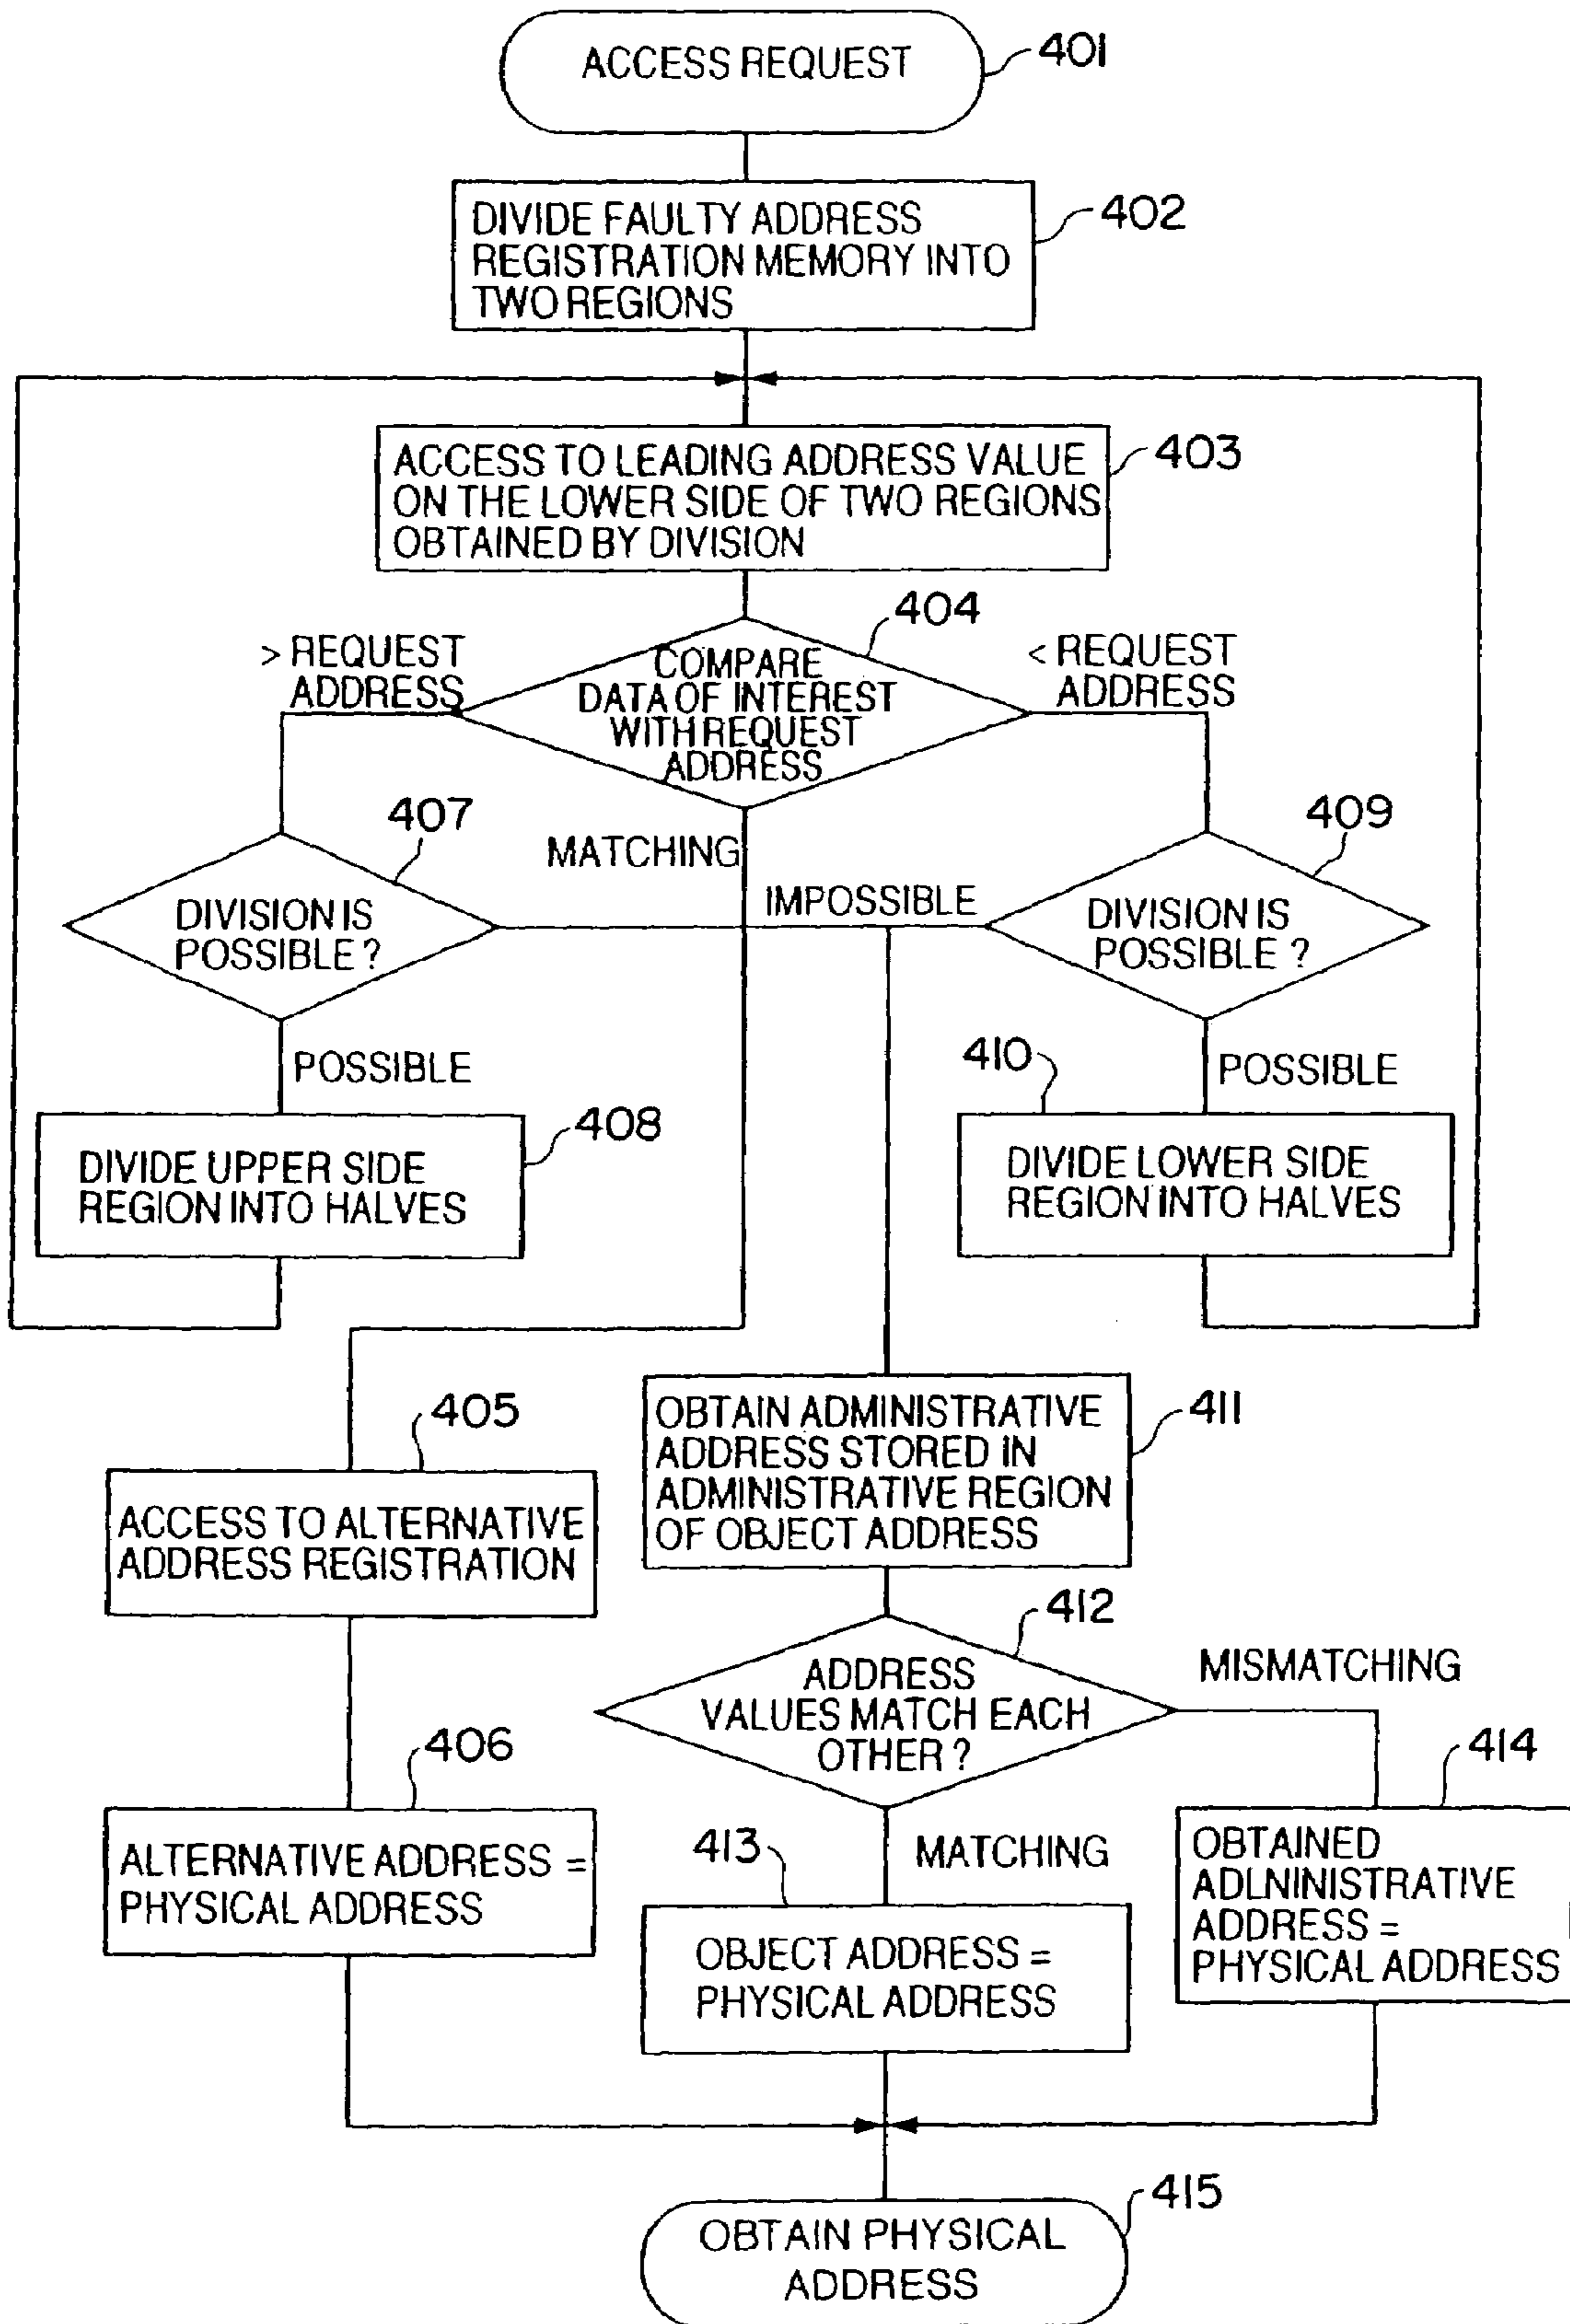 ACCESS REQUEST
401
DIVIDE FAULTY ADDRESS
REGISTRATION MEMORY INTO
TWO REGIONS
402
ACCESS TO LEADING ADDRESS VALUE
ON THE LOWER SIDE OF TWO REGIONS
OBTAINED BY DIVISION
403
404
> REQUEST
ADDRESS
COMPARE
DATA OF INTEREST
WITH REQUEST
ADDRESS
< REQUEST
ADDRESS
407
MATCHING
409
DIVISION IS
POSSIBLE ?
IMPOSSIBLE
DIVISION IS
POSSIBLE ?
POSSIBLE
410
POSSIBLE
408
DIVIDE UPPER SIDE
REGION INTO HALVES
DIVIDE LOWER SIDE
REGION INTO HALVES
405
ACCESS TO ALTERNATIVE
ADDRESS REGISTRATION
OBTAIN ADMINISTRATIVE
ADDRESS STORED IN
ADMINISTRATIVE REGION
OF OBJECT ADDRESS
411
412
ADDRESS
VALUES MATCH EACH
OTHER ?
MISMATCHING
406
ALTERNATIVE ADDRESS =
PHYSICAL ADDRESS
413
MATCHING
414
OBJECT ADDRESS =
PHYSICAL ADDRESS
OBTAINED
ADLNINISTRATIVE
ADDRESS =
PHYSICAL ADDRESS
415
OBTAIN PHYSICAL
ADDRESS